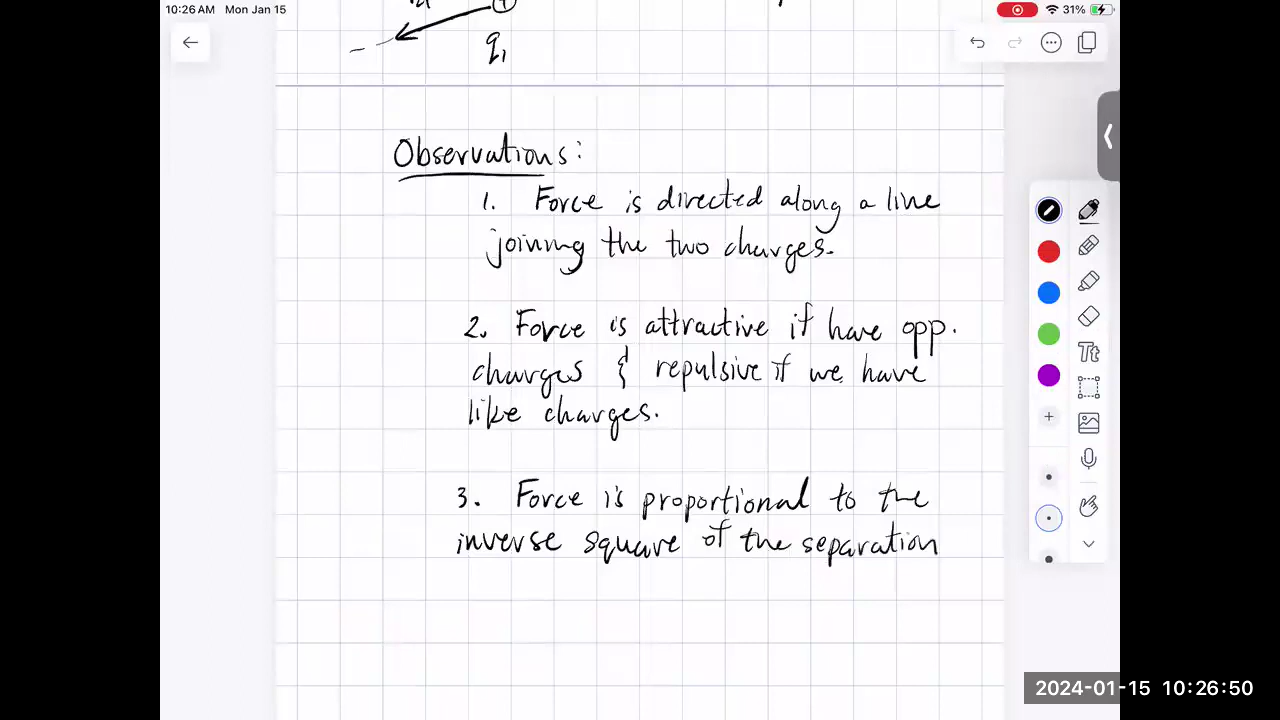 10:26 AM Mon Jan 15
31%
q₁
Observations:
1. Force is directed along a line
joining the two charges.
2. Force is attractive if have opp.
charges & repulsive if we have
like charges.
3. Force is proportional to the
inverse square of the separation
Tt
2024-01-15 10:26:50